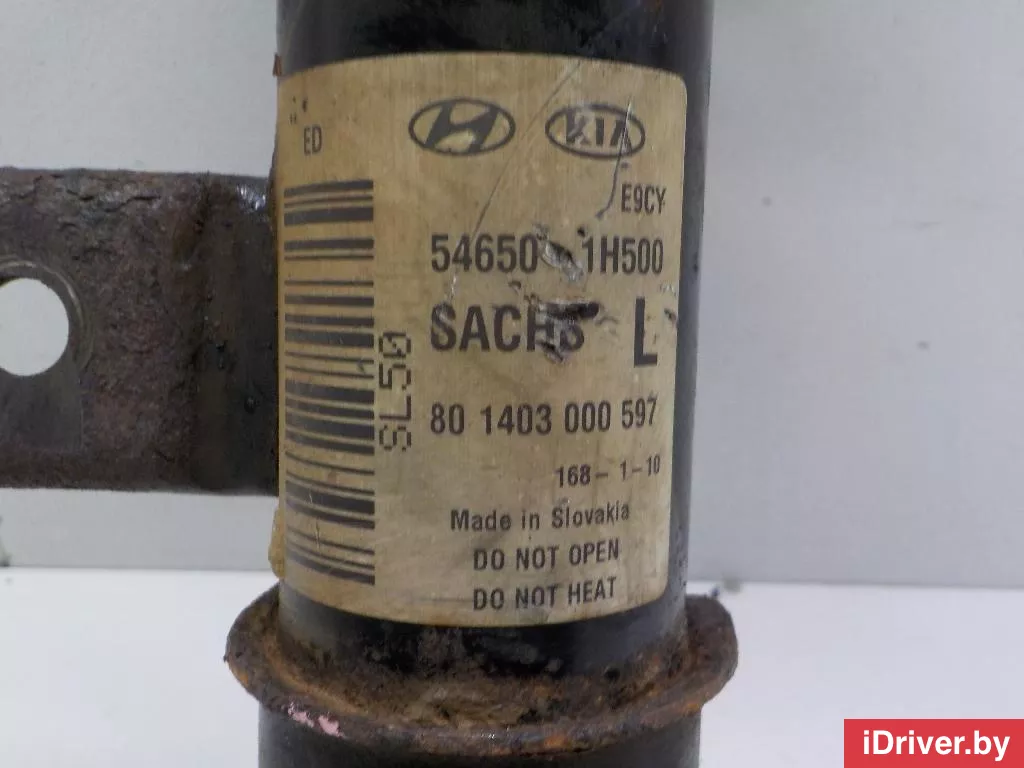 ED
KIA
E9CY
54650 1H500
SACHS L
SL50
80 1403 000 597
168-1-10
Made in Slovakia
DO NOT OPEN
DO NOT HEAT
iDriver.by